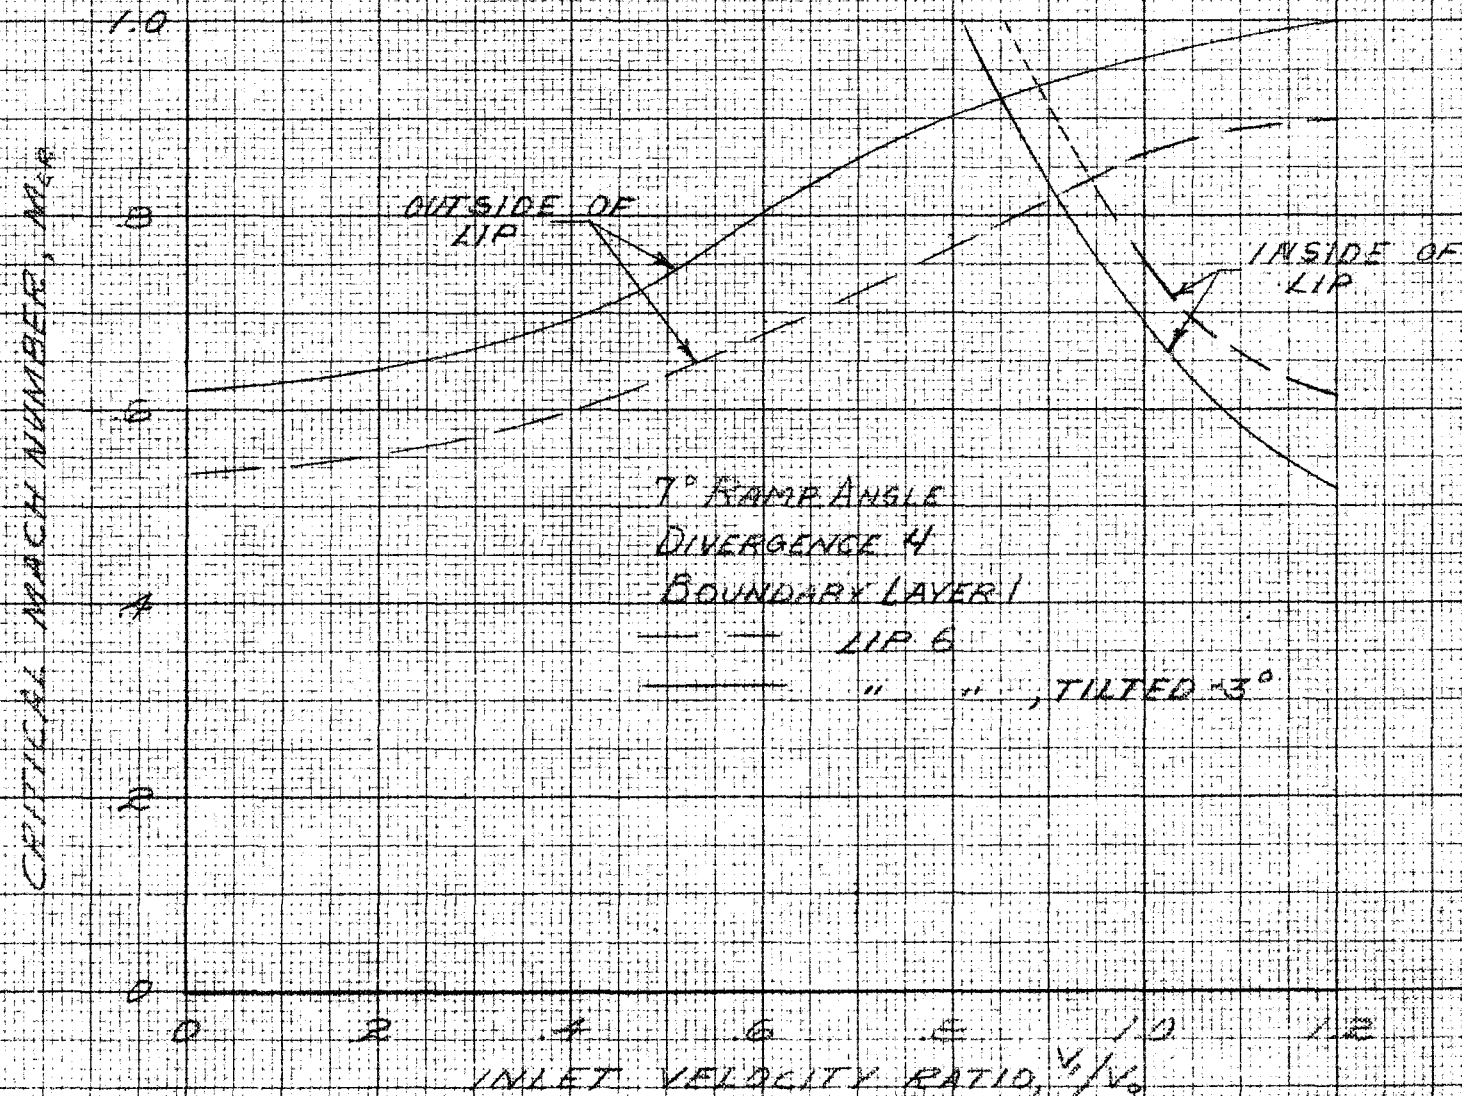 1.0
.8
.6
.4
.2
0
CRITICAL MACH NUMBER, MCR
OUTSIDE OF
LIP
INSIDE OF
LIP
7° RAMP ANGLE
DIVERGENCE 4
BOUNDARY LAYER 1
LIP 6
" " , TILTED -3°
0 .2 .4 .6 .8 1.0 1.2
INLET VELOCITY RATIO, V₁/V₀